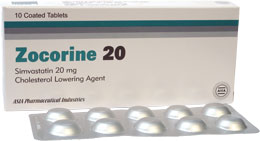 10 Coated Tablets
Zocorine 20
Simvastatin 20 mg
Cholesterol Lowering Agent
ASIA Pharmaceutical Industries